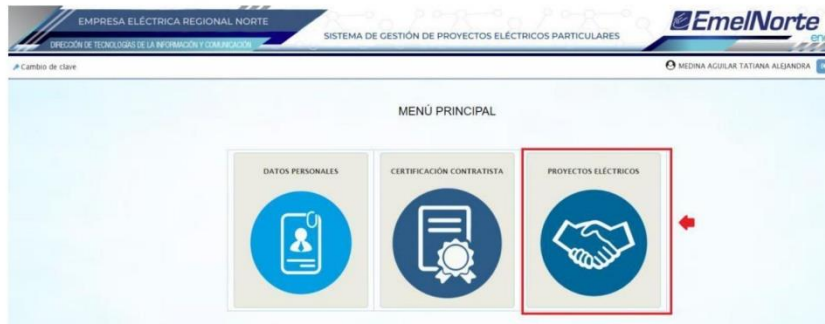 EMPRESA ELÉCTRICA REGIONAL NORTE
DIRECCIÓN DE TECNOLOGÍAS DE LA INFORMACIÓN Y COMUNICACIÓN
SISTEMA DE GESTIÓN DE PROYECTOS ELÉCTRICOS PARTICULARES
EmelNorte
Cambio de clave
MEDINA AGUILAR TATIANA ALEJANDRA
MENÚ PRINCIPAL
DATOS PERSONALES
CERTIFICACIÓN CONTRATISTA
PROYECTOS ELÉCTRICOS